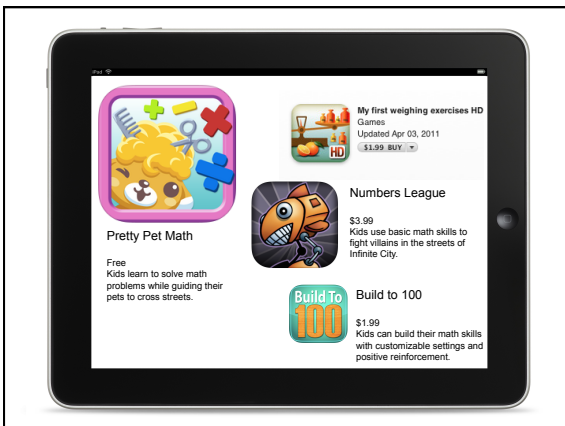 iPod
Pretty Pet Math
Free
Kids learn to solve math
problems while guiding their
pets to cross streets.
HD
My first weighing exercises HD
Games
Updated Apr 03, 2011
$1.99 BUY
Numbers League
$3.99
Kids use basic math skills to
fight villains in the streets of
Infinite City.
Build To
100
Build to 100
$1.99
Kids can build their math skills
with customizable settings and
positive reinforcement.